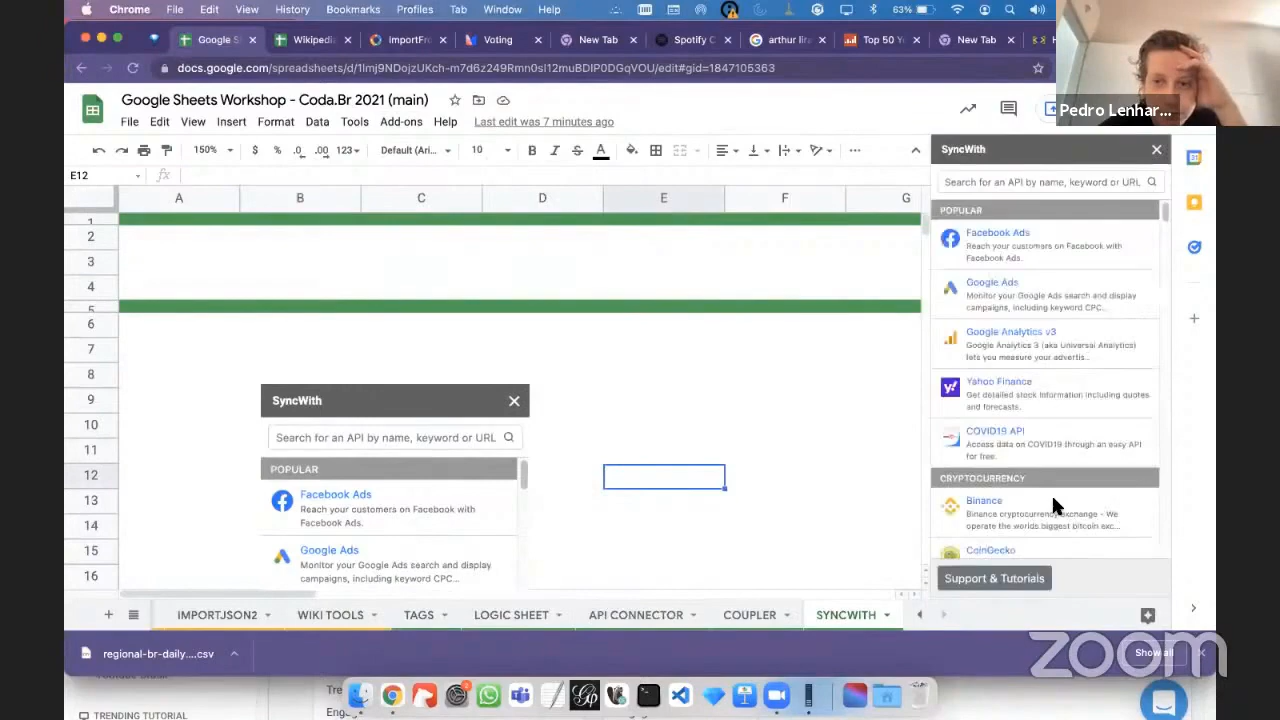 Chrome File Edit View History Bookmarks Profiles Tab Window Help 63%
Google S Wikipedi ImportFro Voting New Tab Spotify C arthur lira Top 50 Yo New Tab
docs.google.com/spreadsheets/d/1lmj9NDojzUKch-m7d6z249Rmn0sI12muBDIP0DGqVOU/edit#gid=1847105363
Pedro Lenhar...
Google Sheets Workshop - Coda.Br 2021 (main)
File Edit View Insert Format Data Tools Add-ons Help Last edit was 7 minutes ago
150% $ % .0 .00 123 Default (Ari... 10 B I S A
E12 fx
A B C D E F G
1
2
3
4
5
6
7
8
9
10
11
12
13
14
15
16
SyncWith
Search for an API by name, keyword or URL
POPULAR
Facebook Ads
Reach your customers on Facebook with
Facebook Ads.
Google Ads
Monitor your Google Ads search and display
campaigns, including keyword CPC...
SyncWith
Search for an API by name, keyword or URL
POPULAR
Facebook Ads
Reach your customers on Facebook with
Facebook Ads.
Google Ads
Monitor your Google Ads search and display
campaigns, including keyword CPC...
Google Analytics v3
Google Analytics 3 (aka Universal Analytics)
lets you measure your advertis...
Yahoo Finance
Get detailed stock information including quotes
and forecasts.
COVID19 API
Access data on COVID19 through an easy API
for free.
CRYPTOCURRENCY
Binance
Binance cryptocurrency exchange - We
operate the worlds biggest bitcoin exc...
CoinGecko
Support & Tutorials
IMPORTJSON2 WIKI TOOLS TAGS LOGIC SHEET API CONNECTOR COUPLER SYNCWITH
regional-br-daily....csv
Show all
zoom
TRENDING TUTORIAL
Tre
Engag